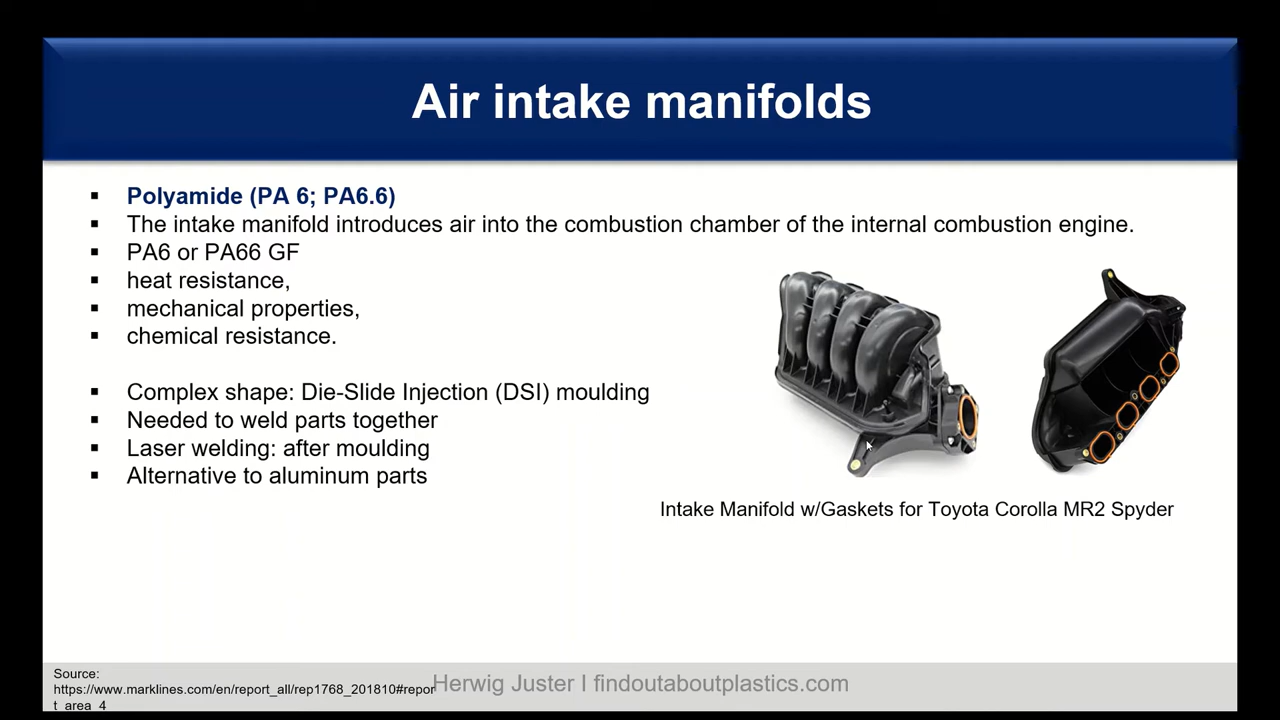 Air intake manifolds
Polyamide (PA 6; PA6.6)
The intake manifold introduces air into the combustion chamber of the internal combustion engine.
PA6 or PA66 GF
heat resistance,
mechanical properties,
chemical resistance.
Complex shape: Die-Slide Injection (DSI) moulding
Needed to weld parts together
Laser welding: after moulding
Alternative to aluminum parts
Intake Manifold w/Gaskets for Toyota Corolla MR2 Spyder
Source:
https://www.marklines.com/en/report_all/rep1768_201810#repor
t_area_4
Herwig Juster I findoutaboutplastics.com